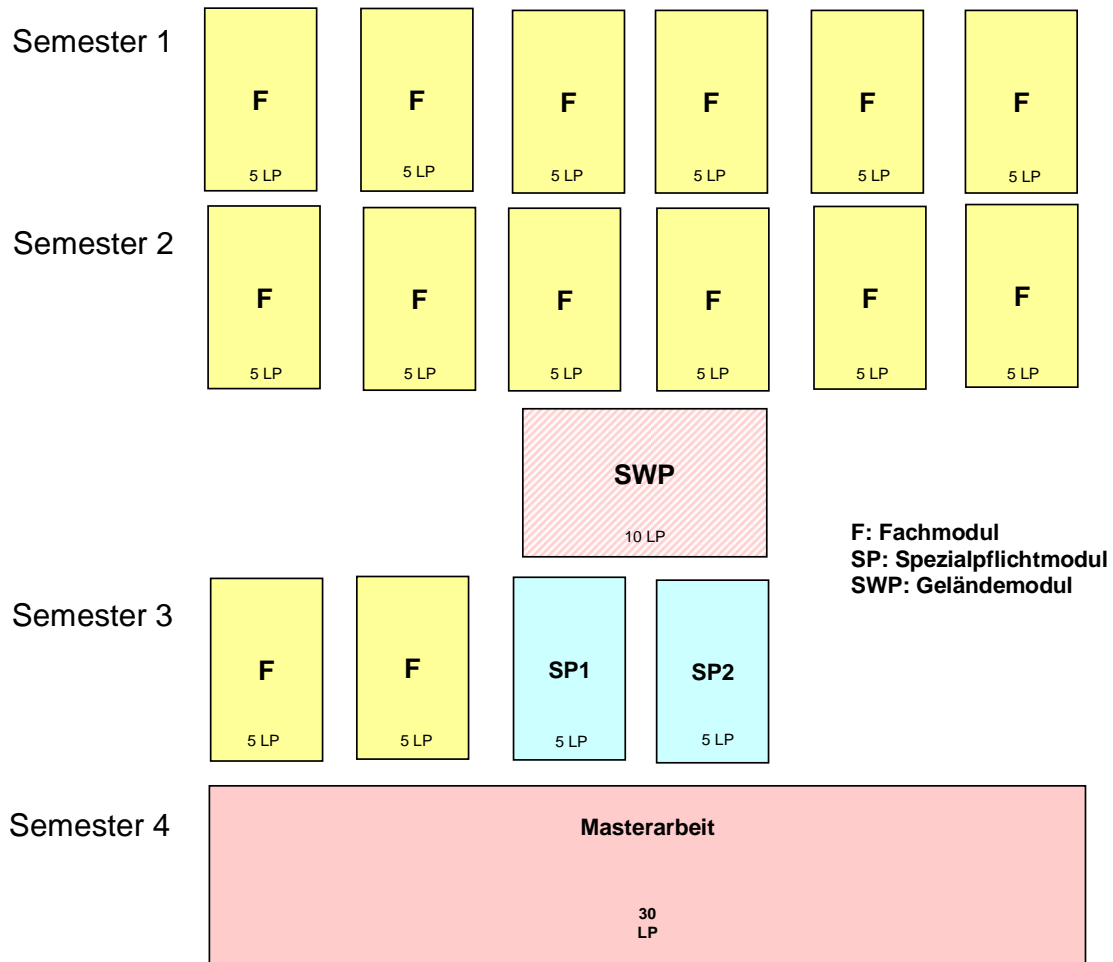 Semester 1
F
F
F
F
F
F
5 LP
5 LP
5 LP
5 LP
5 LP
5 LP
Semester 2
F
F
F
F
F
F
5 LP
5 LP
5 LP
5 LP
5 LP
5 LP
SWP
10 LP
F: Fachmodul
SP: Spezialpflichtmodul
SWP: Geländemodul
Semester 3
F
F
SP1
SP2
5 LP
5 LP
5 LP
5 LP
Semester 4
Masterarbeit
30
LP